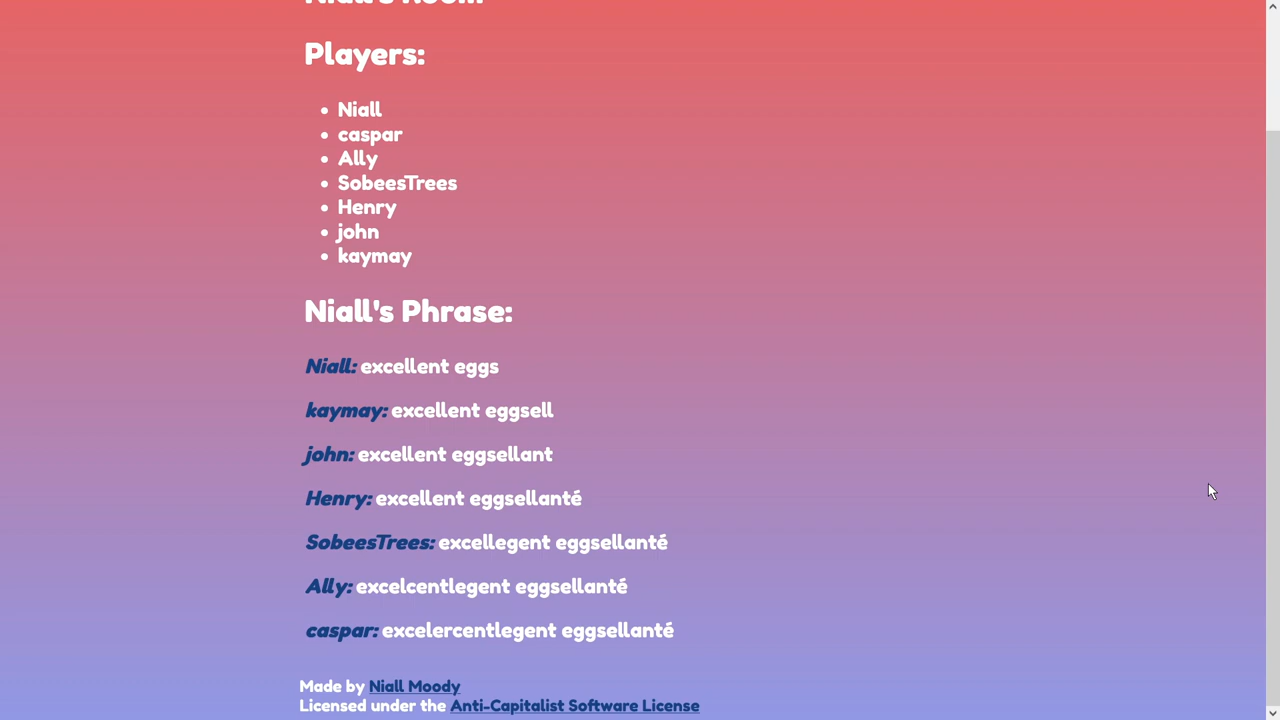 Niall's Room
Players:
Niall
caspar
Ally
SobeesTrees
Henry
john
kaymay
Niall's Phrase:
Niall: excellent eggs
kaymay: excellent eggsell
john: excellent eggsellant
Henry: excellent eggsellanté
SobeesTrees: excellegent eggsellanté
Ally: excelcentlegent eggsellanté
caspar: excelercentlegent eggsellanté
Made by Niall Moody
Licensed under the Anti-Capitalist Software License